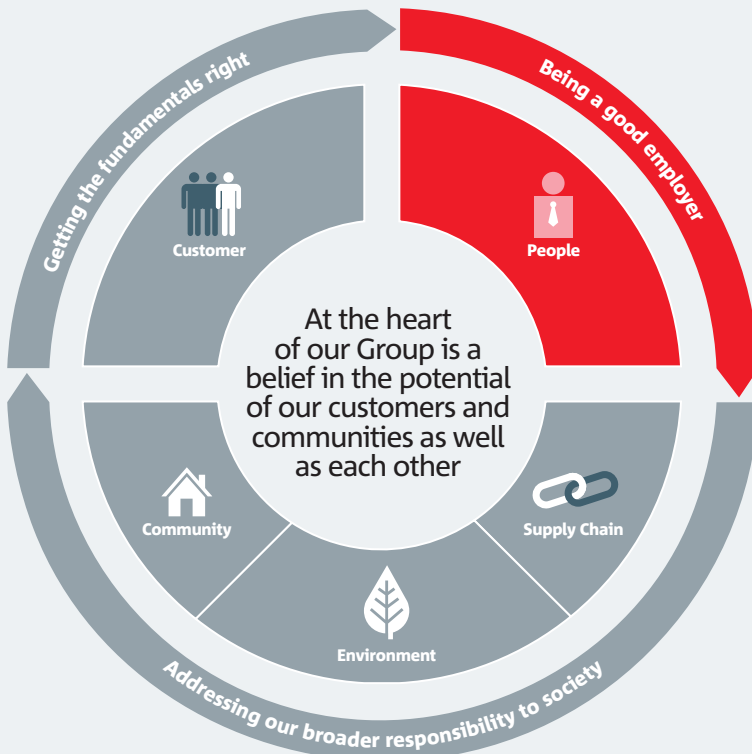 Getting the fundamentals right
Being a good employer
Customer
People
At the heart
of our Group is a
belief in the potential
of our customers and
communities as well
as each other
Community
Supply Chain
Environment
Addressing our broader responsibility to society